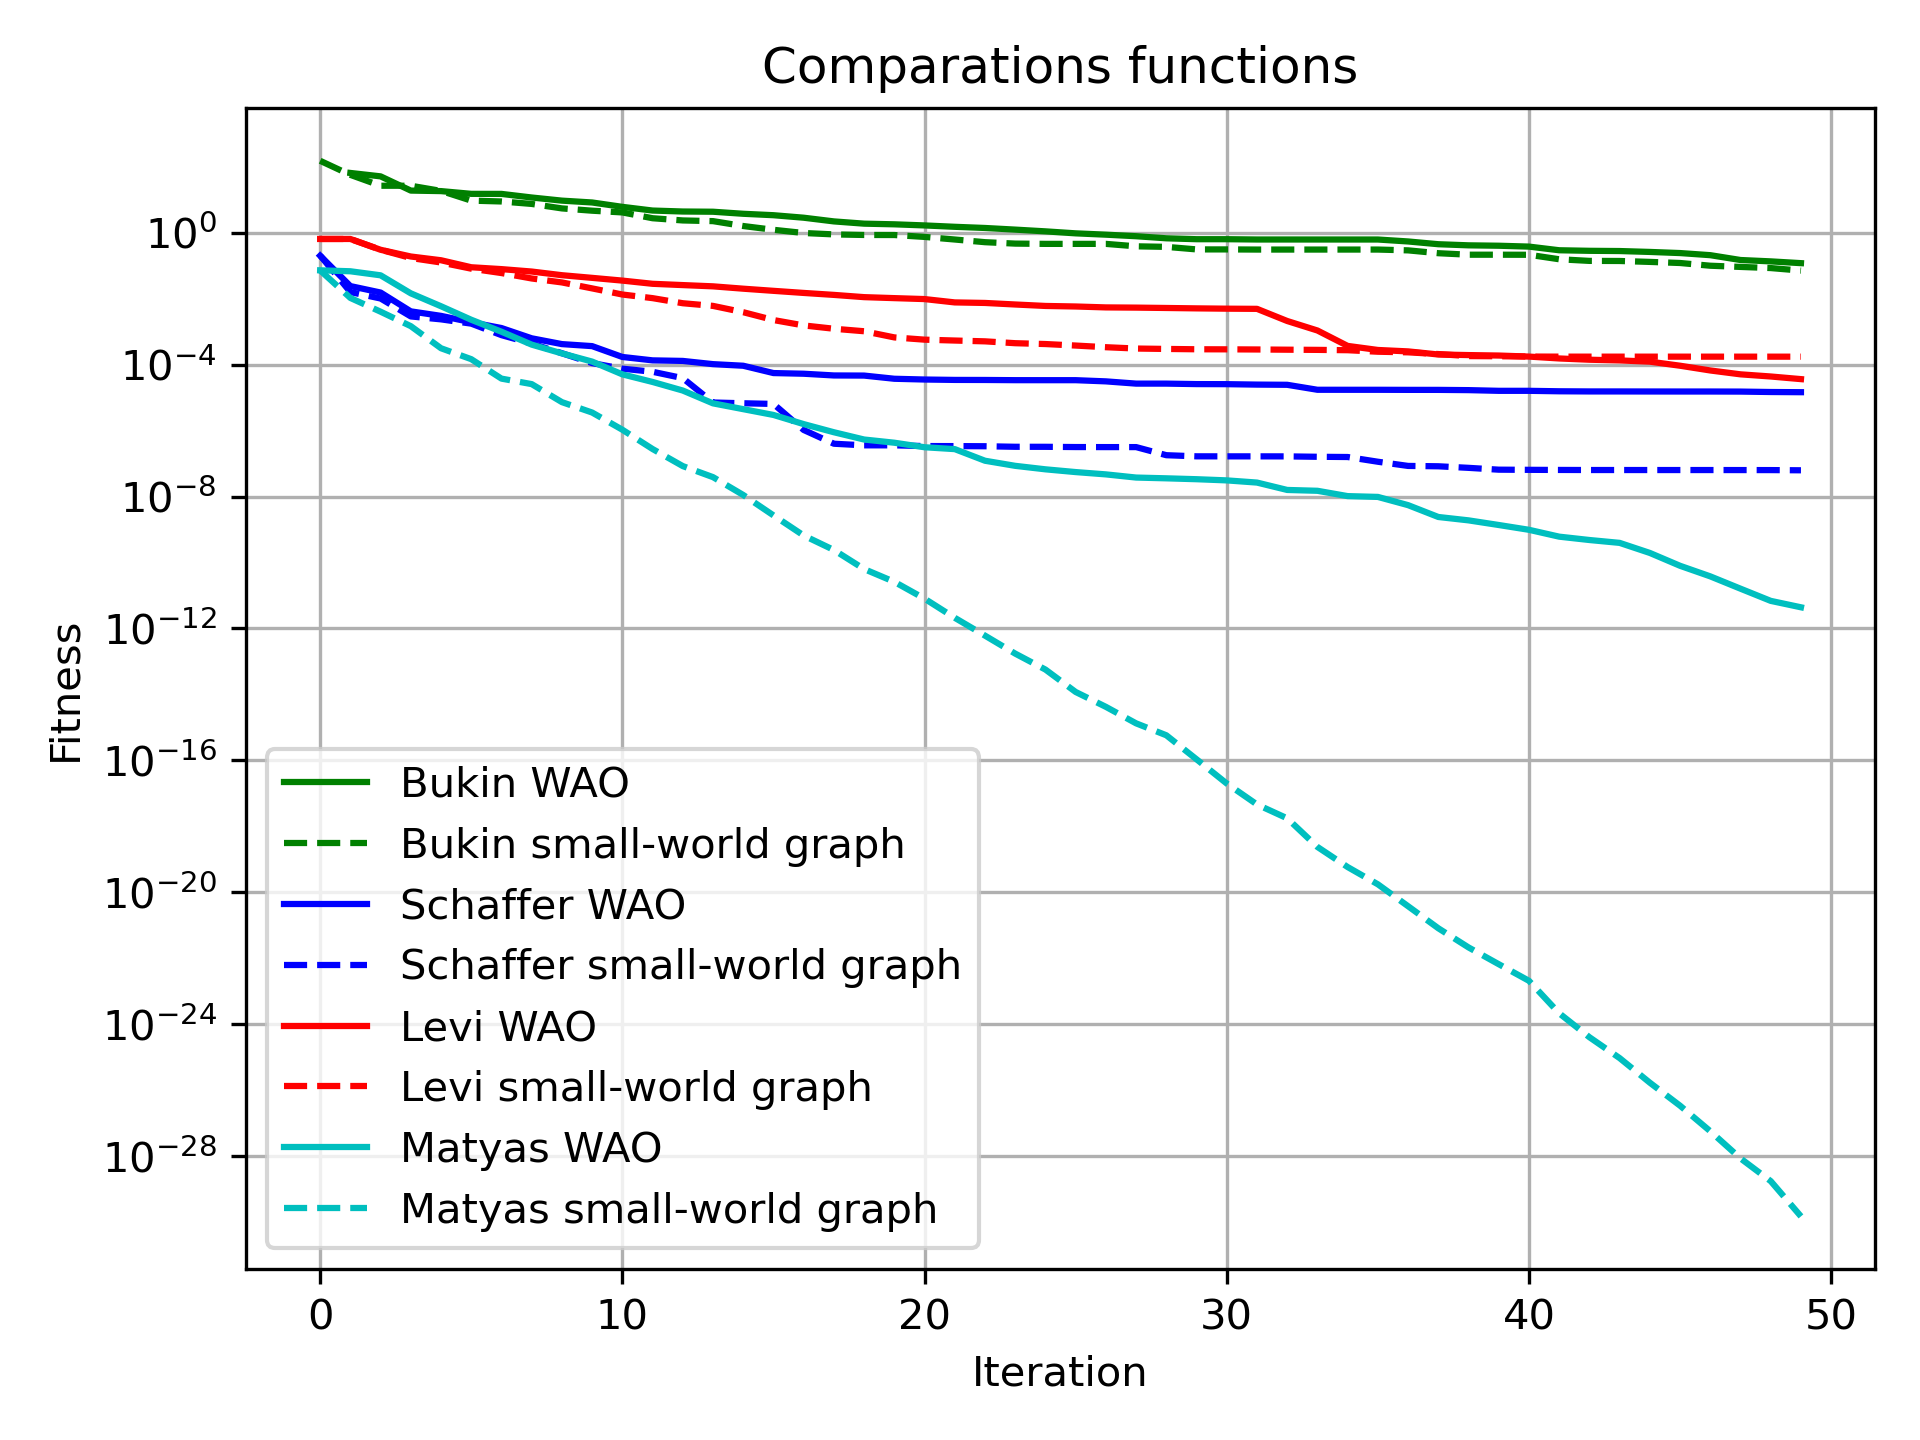 Comparations functions
Fitness
10⁰
10⁻⁴
10⁻⁸
10⁻¹²
10⁻¹⁶
10⁻²⁰
10⁻²⁴
10⁻²⁸
Bukin WAO
Bukin small-world graph
Schaffer WAO
Schaffer small-world graph
Levi WAO
Levi small-world graph
Matyas WAO
Matyas small-world graph
0 10 20 30 40 50
Iteration